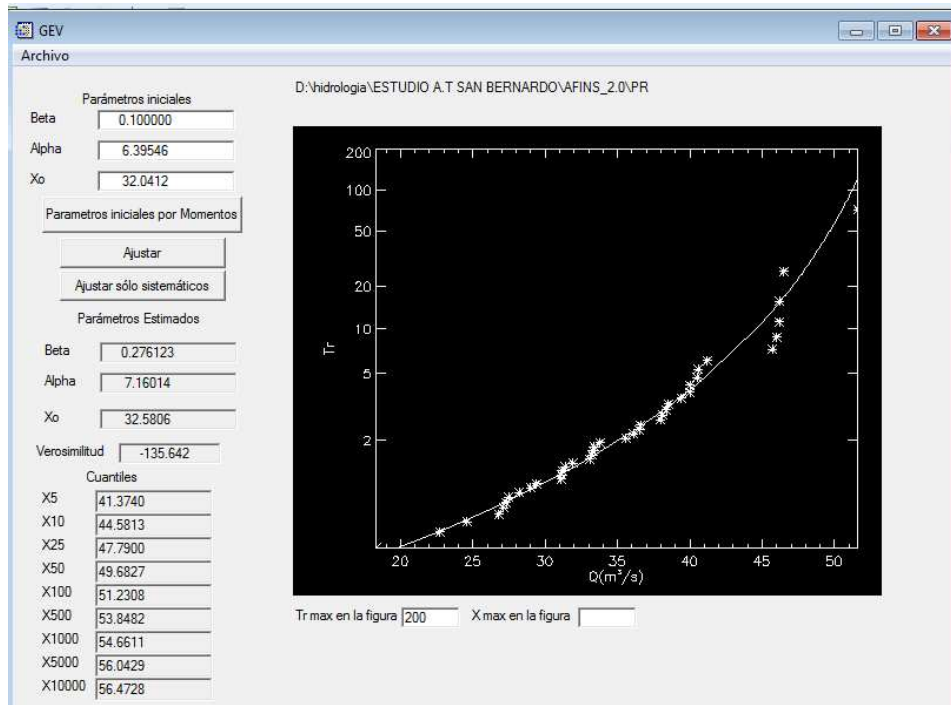 GEV
Archivo
D:\hidrologia\ESTUDIO A.T SAN BERNARDO\AFINS_2.0\PR
Parámetros iniciales
Beta 0.100000
Alpha 6.39546
Xo 32.0412
Parametros iniciales por Momentos
Ajustar
Ajustar sólo sistemáticos
Parámetros Estimados
Beta 0.276123
Alpha 7.16014
Xo 32.5806
Verosimilitud -135.642
Cuantiles
X5 41.3740
X10 44.5813
X25 47.7900
X50 49.6827
X100 51.2308
X500 53.8482
X1000 54.6611
X5000 56.0429
X10000 56.4728
200
100
50
20
10
5
2
Tr
20 25 30 35 40 45 50
Q(m³/s)
Tr max en la figura 200 X max en la figura